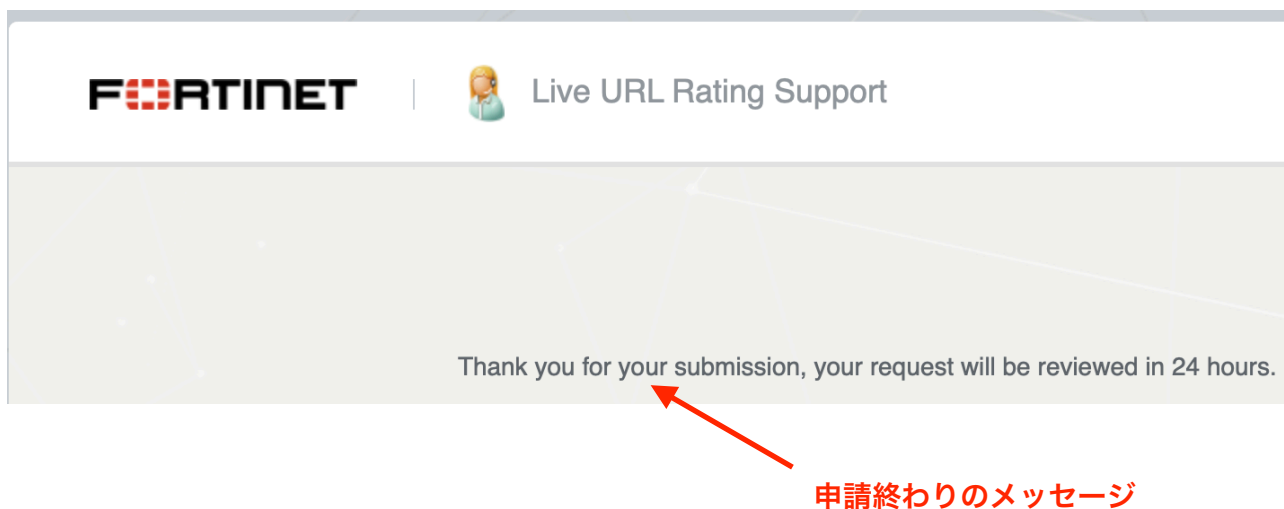 FORTINET
Live URL Rating Support
Thank you for your submission, your request will be reviewed in 24 hours.
申請終わりのメッセージ